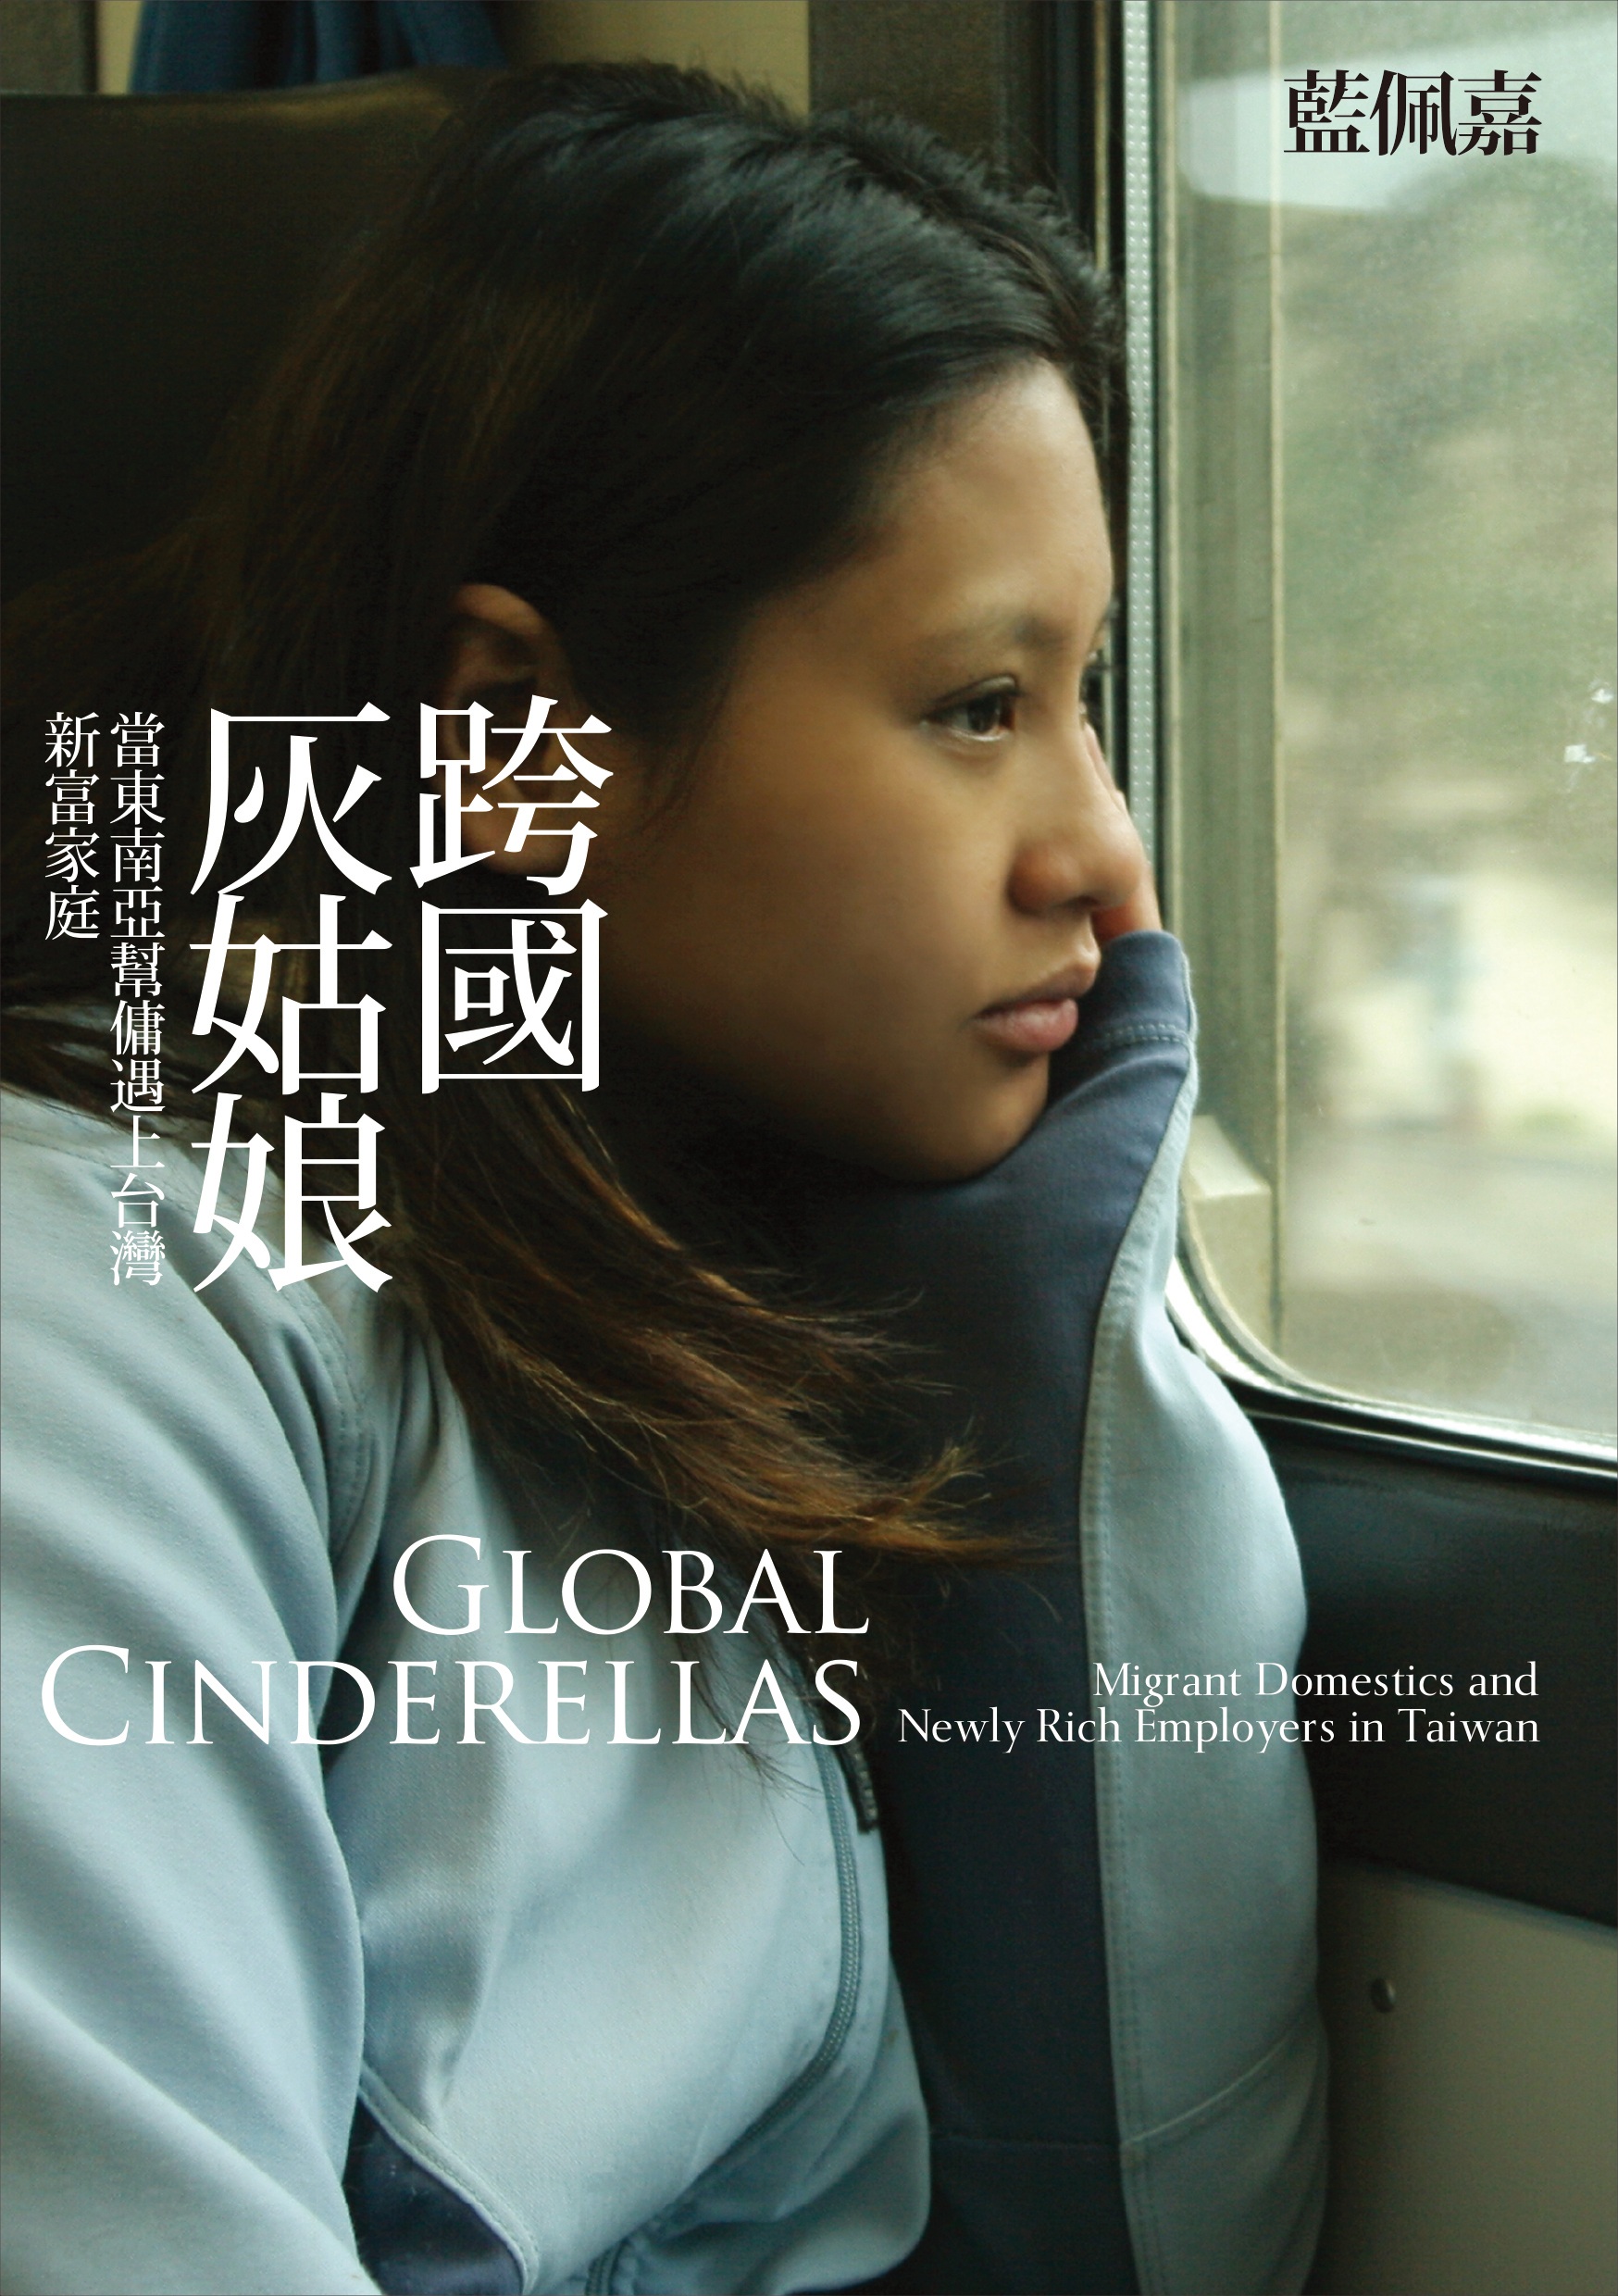 藍佩嘉
跨國
灰姑娘
當東南亞幫傭遇上台灣
新富家庭
GLOBAL
CINDERELLAS
Migrant Domestics and
Newly Rich Employers in Taiwan